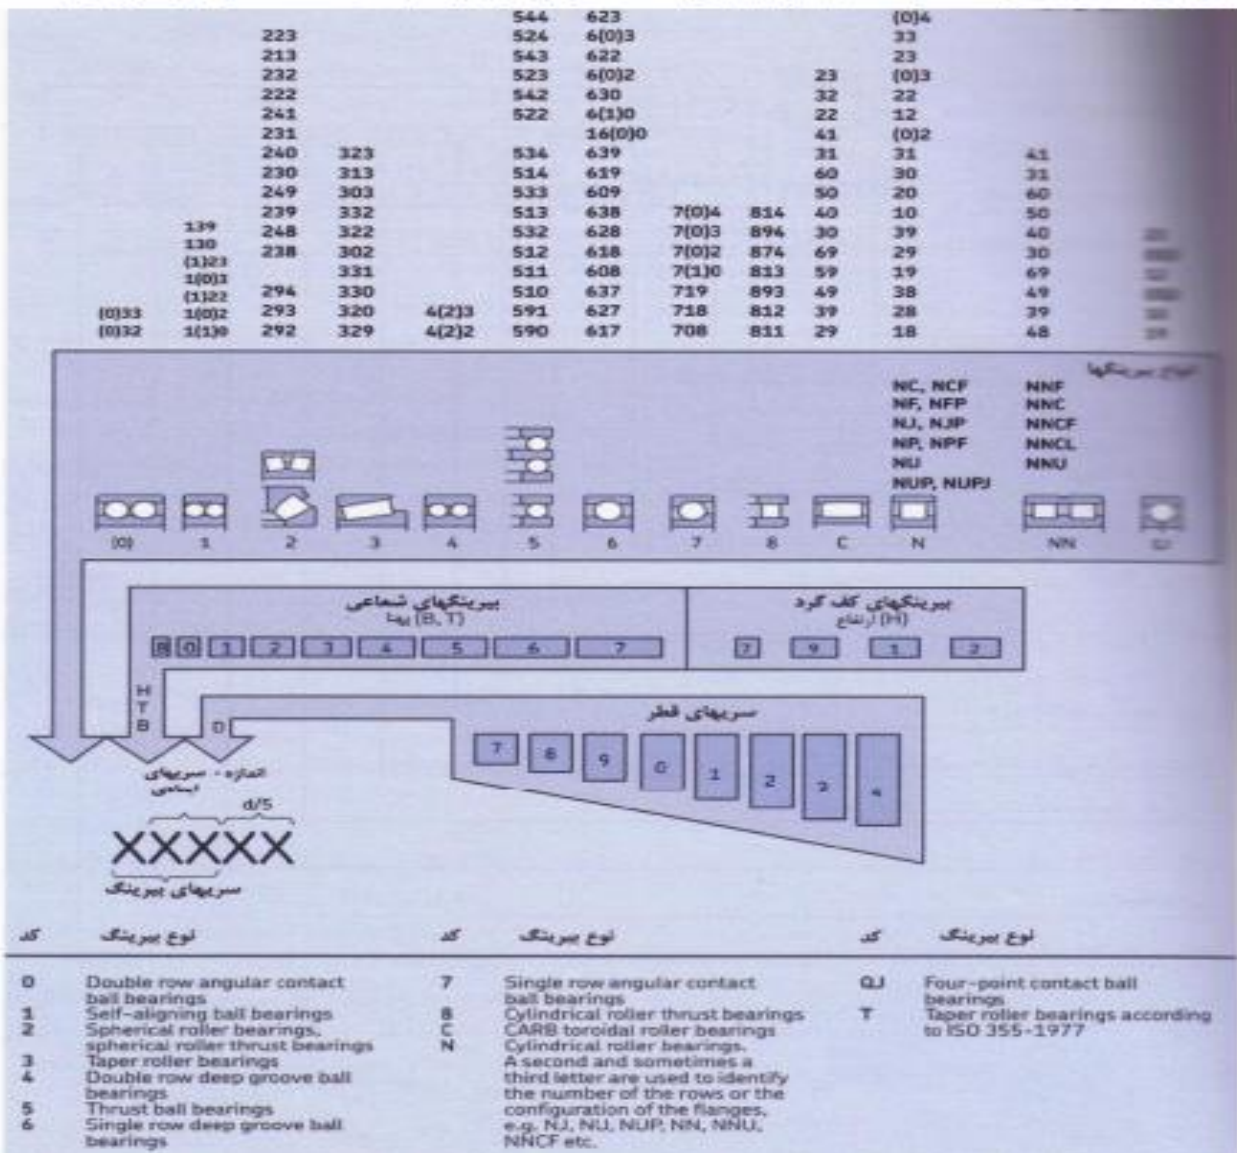 544 623 (0)4
223 524 6(0)3 33
213 543 622 23
232 523 6(0)2 23 (0)3
222 542 630 32 22
241 522 6(1)0 22 12
231 16(0)0 41 (0)2
240 323 534 639 31 31 41
230 313 514 619 60 30 31
249 303 533 609 50 20 60
239 332 513 638 7(0)4 814 40 10 50
139 248 322 532 628 7(0)3 894 30 39 40
130 238 302 512 618 7(0)2 874 69 29 30
(1)23 331 511 608 7(1)0 813 59 19 69
1(0)3
(1)22 294 330 510 637 719 893 49 38 49
(0)33 1(0)2 293 320 4(2)3 591 627 718 812 39 28 39
(0)32 1(1)0 292 329 4(2)2 590 617 708 811 29 18 48
انواع بیرینگها
NC, NCF NNF
NF, NFP NNC
NJ, NJP NNCF
NP, NPF NNCL
NU NNU
NUP, NUPJ
(0) 1 2 3 4 5 6 7 8 C N NN QJ
بیرینگهای شعاعی بیرینگهای کف گرد
پهنا (B, T) ارتفاع (H)
8 0 1 2 3 4 5 6 7 7 9 1 2
H
T
B
D
سریهای قطر
7 8 9 0 1 2 3 4
اندازه - سریهای
d/5
XXXXX
سریهای بیرینگ
کد نوع بیرینگ کد نوع بیرینگ کد نوع بیرینگ
0 Double row angular contact
ball bearings
1 Self-aligning ball bearings
2 Spherical roller bearings,
spherical roller thrust bearings
3 Taper roller bearings
4 Double row deep groove ball
bearings
5 Thrust ball bearings
6 Single row deep groove ball
bearings
7 Single row angular contact
ball bearings
8 Cylindrical roller thrust bearings
C CARB toroidal roller bearings
N Cylindrical roller bearings.
A second and sometimes a
third letter are used to identify
the number of the rows or the
configuration of the flanges,
e.g. NJ, NU, NUP, NN, NNU,
NNCF etc.
QJ Four-point contact ball
bearings
T Taper roller bearings according
to ISO 355-1977